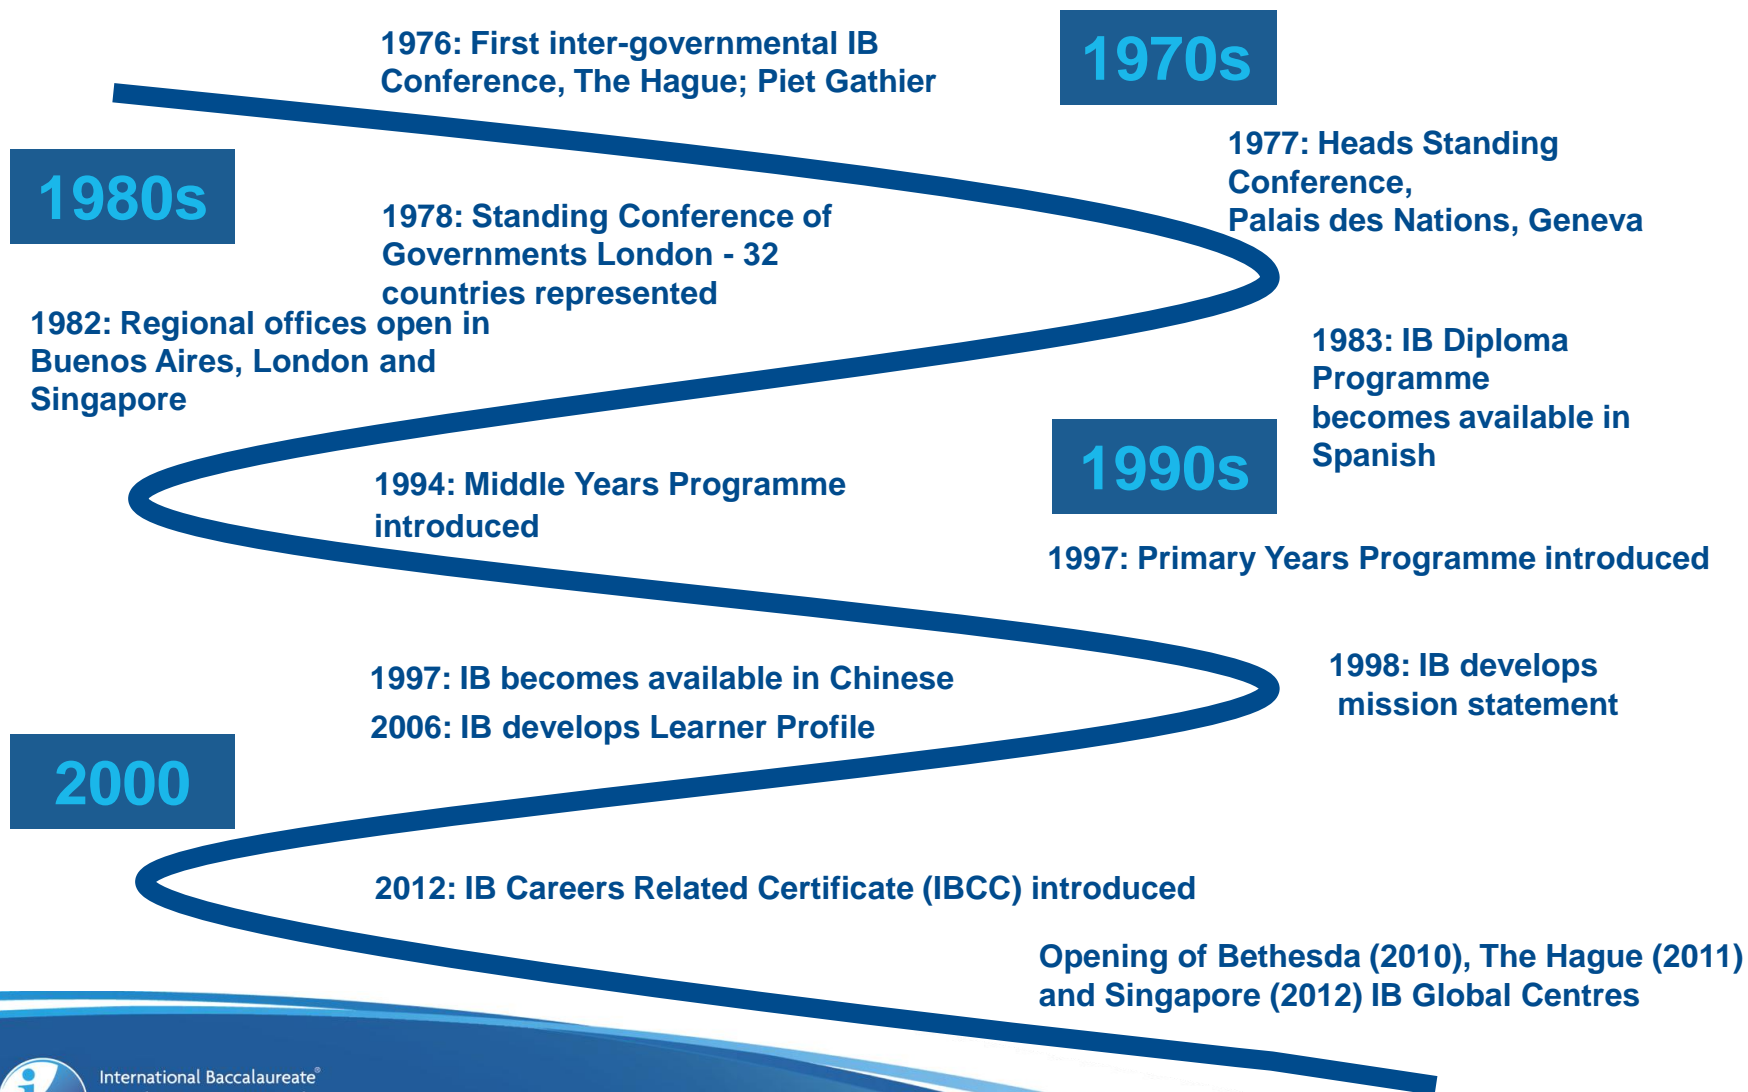 1976: First inter-governmental IB
Conference, The Hague; Piet Gathier
1970s
1977: Heads Standing
Conference,
Palais des Nations, Geneva
1980s
1978: Standing Conference of
Governments London - 32
countries represented
1982: Regional offices open in
Buenos Aires, London and
Singapore
1983: IB Diploma
Programme
becomes available in
Spanish
1990s
1994: Middle Years Programme
introduced
1997: Primary Years Programme introduced
1997: IB becomes available in Chinese
2006: IB develops Learner Profile
1998: IB develops
mission statement
2000
2012: IB Careers Related Certificate (IBCC) introduced
Opening of Bethesda (2010), The Hague (2011)
and Singapore (2012) IB Global Centres
International Baccalaureate®